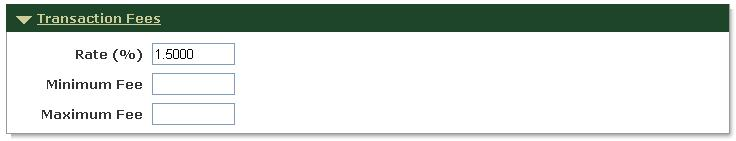 Transaction Fees
Rate (%) 1.5000
Minimum Fee
Maximum Fee